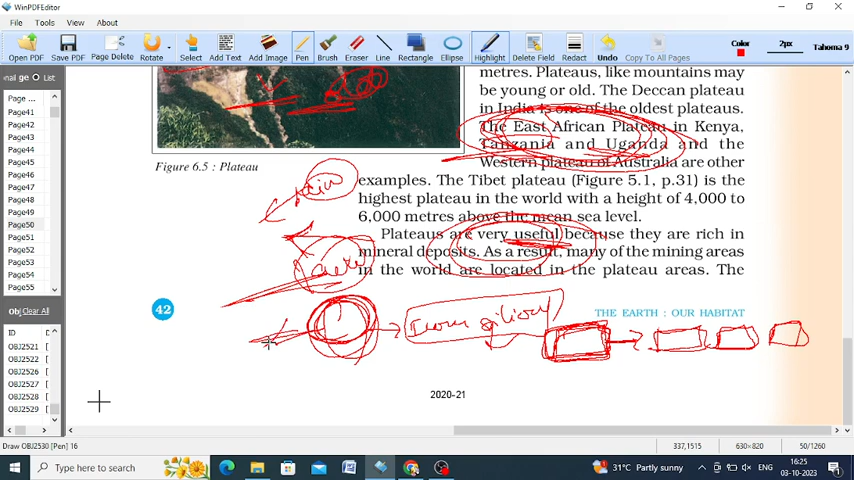 WinPDFEditor
File Tools View About
Open PDF Save PDF Page Delete Rotate Select Add Text Add Image Pen Brush Eraser Line Rectangle Ellipse Highlight Delete Field Redact Undo Copy To All Pages Color 2px Tahoma 9
nail ge List
Page ...
Page41
Page42
Page43
Page44
Page45
Page46
Page47
Page48
Page49
Page50
Page51
Page52
Page53
Page54
Page55
Obj Clear All
ID D
OBJ2521 [
OBJ2522 [
OBJ2526 [
OBJ2527 [
OBJ2528 [
OBJ2529 [
metres. Plateaus, like mountains may
be young or old. The Deccan plateau
in India is one of the oldest plateaus.
The East African Plateau in Kenya,
Tanzania and Uganda and the
Western plateau of Australia are other
Figure 6.5 : Plateau
examples. The Tibet plateau (Figure 5.1, p.31) is the
highest plateau in the world with a height of 4,000 to
6,000 metres above the mean sea level.
Plateaus are very useful because they are rich in
mineral deposits. As a result, many of the mining areas
in the world are located in the plateau areas. The
42
THE EARTH : OUR HABITAT
2020-21
Draw OBJ2530 [Pen] 16
337,1515
630×820
50/1260
Type here to search
31°C Partly sunny
ENG
16:25
03-10-2023